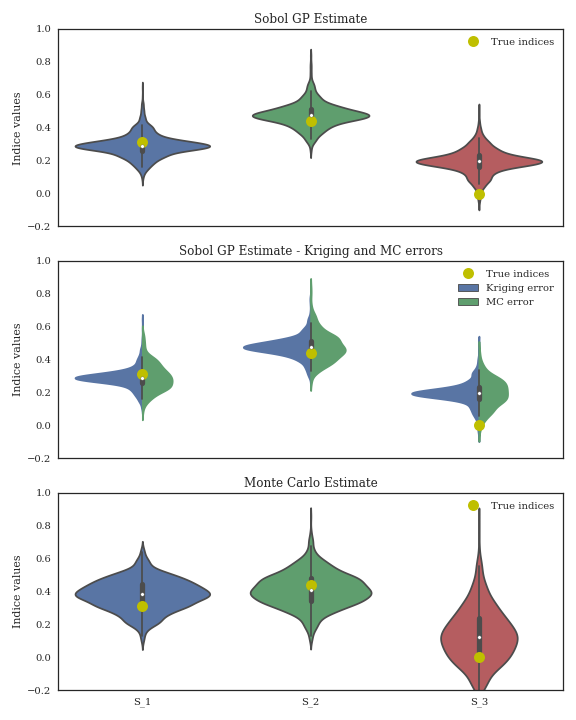 Sobol GP Estimate
1.0
True indices
0.8
0.6
0.4
0.2
0.0
−0.2
Indice values
Sobol GP Estimate - Kriging and MC errors
1.0
True indices
Kriging error
MC error
0.8
0.6
0.4
0.2
0.0
−0.2
Indice values
Monte Carlo Estimate
1.0
True indices
0.8
0.6
0.4
0.2
0.0
−0.2
Indice values
S_1 S_2 S_3